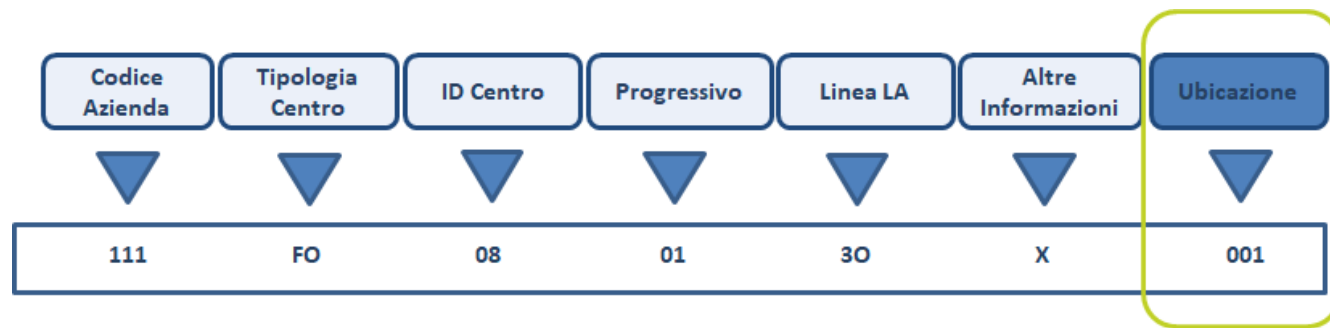 Codice Azienda
Tipologia Centro
ID Centro
Progressivo
Linea LA
Altre Informazioni
Ubicazione
111 FO 08 01 3O X 001